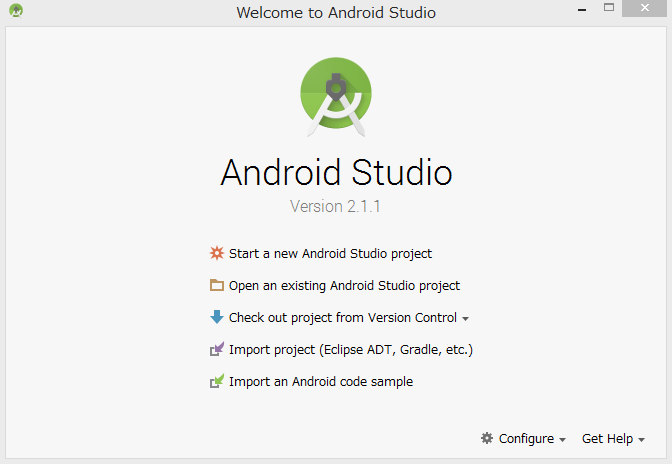 Welcome to Android Studio
Android Studio
Version 2.1.1
Start a new Android Studio project
Open an existing Android Studio project
Check out project from Version Control
Import project (Eclipse ADT, Gradle, etc.)
Import an Android code sample
Configure Get Help